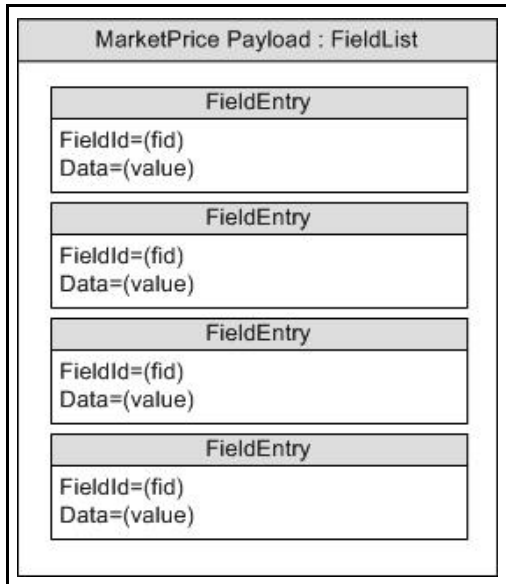 MarketPrice Payload : FieldList
FieldEntry
FieldId=(fid)
Data=(value)
FieldEntry
FieldId=(fid)
Data=(value)
FieldEntry
FieldId=(fid)
Data=(value)
FieldEntry
FieldId=(fid)
Data=(value)